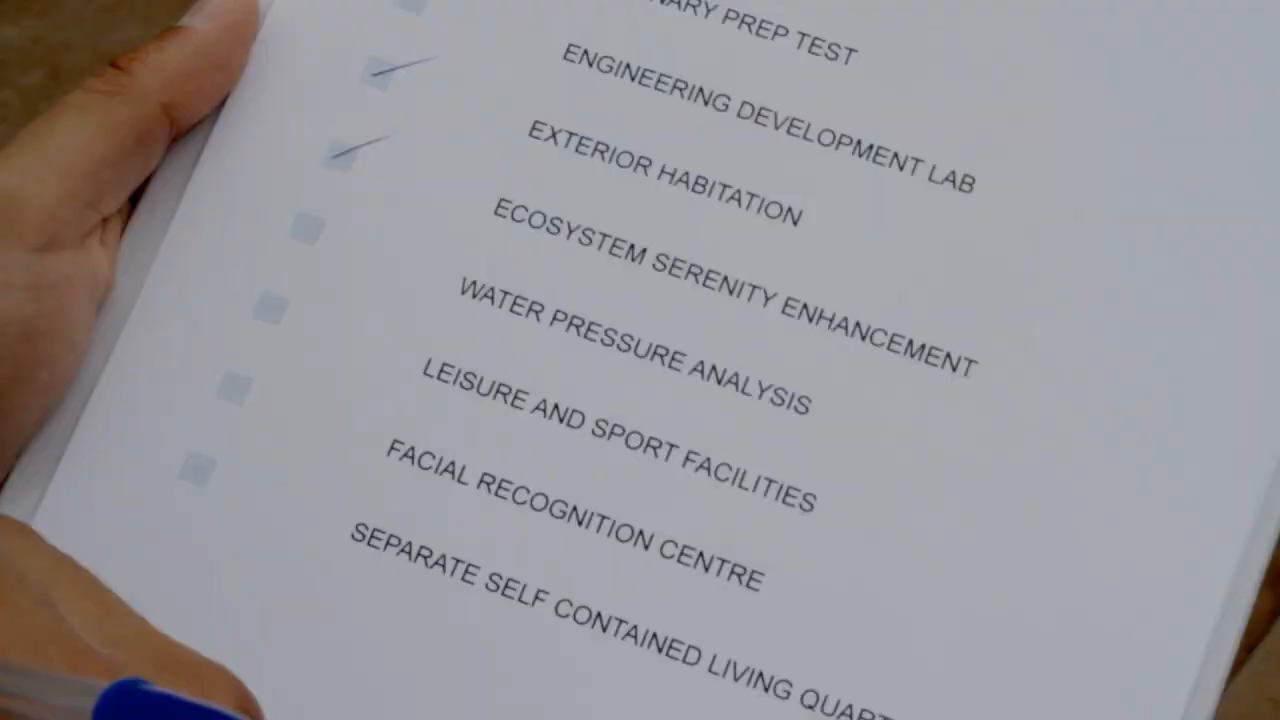 PREP TEST
ENGINEERING DEVELOPMENT LAB
EXTERIOR HABITATION
ECOSYSTEM SERENITY ENHANCEMENT
WATER PRESSURE ANALYSIS
LEISURE AND SPORT FACILITIES
FACIAL RECOGNITION CENTRE
SEPARATE SELF CONTAINED LIVING